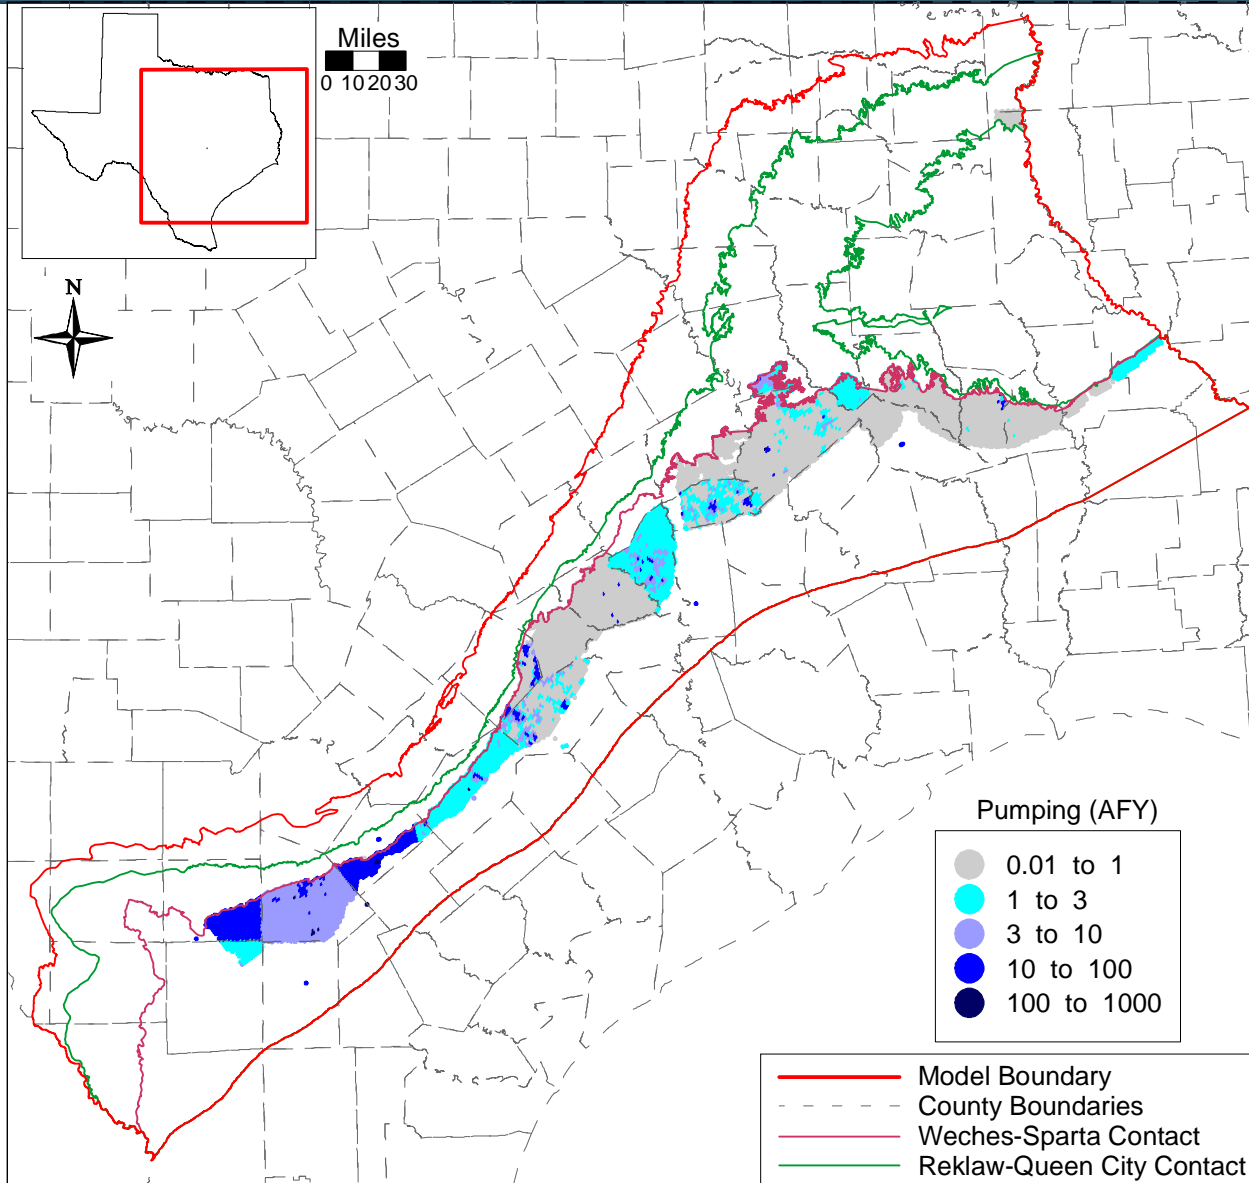 Miles
0 10 20 30
N
Pumping (AFY)
0.01 to 1
1 to 3
3 to 10
10 to 100
100 to 1000
Model Boundary
County Boundaries
Weches-Sparta Contact
Reklaw-Queen City Contact